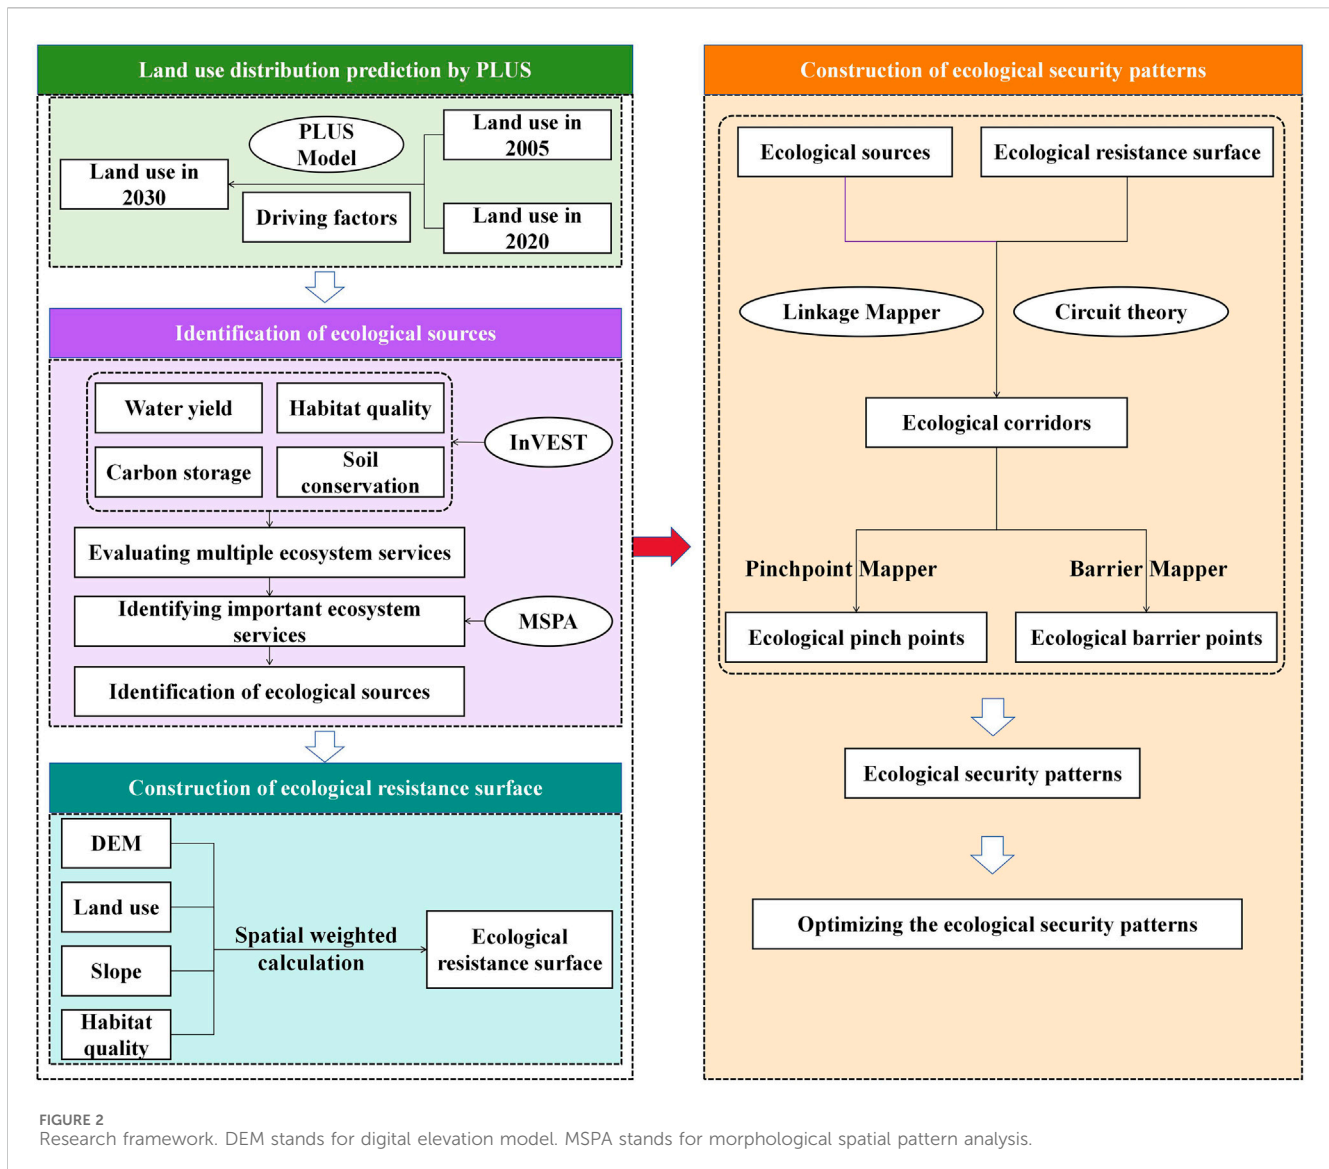 Land use distribution prediction by PLUS
PLUS
Model
Land use in
2005
Land use in
2030
Driving factors
Land use in
2020
Identification of ecological sources
Water yield
Habitat quality
InVEST
Carbon storage
Soil
conservation
Evaluating multiple ecosystem services
Identifying important ecosystem
services
MSPA
Identification of ecological sources
Construction of ecological resistance surface
DEM
Land use
Slope
Habitat
quality
Spatial weighted
calculation
Ecological
resistance surface
Construction of ecological security patterns
Ecological sources
Ecological resistance surface
Linkage Mapper
Circuit theory
Ecological corridors
Pinchpoint Mapper
Barrier Mapper
Ecological pinch points
Ecological barrier points
Ecological security patterns
Optimizing the ecological security patterns
FIGURE 2
Research framework. DEM stands for digital elevation model. MSPA stands for morphological spatial pattern analysis.